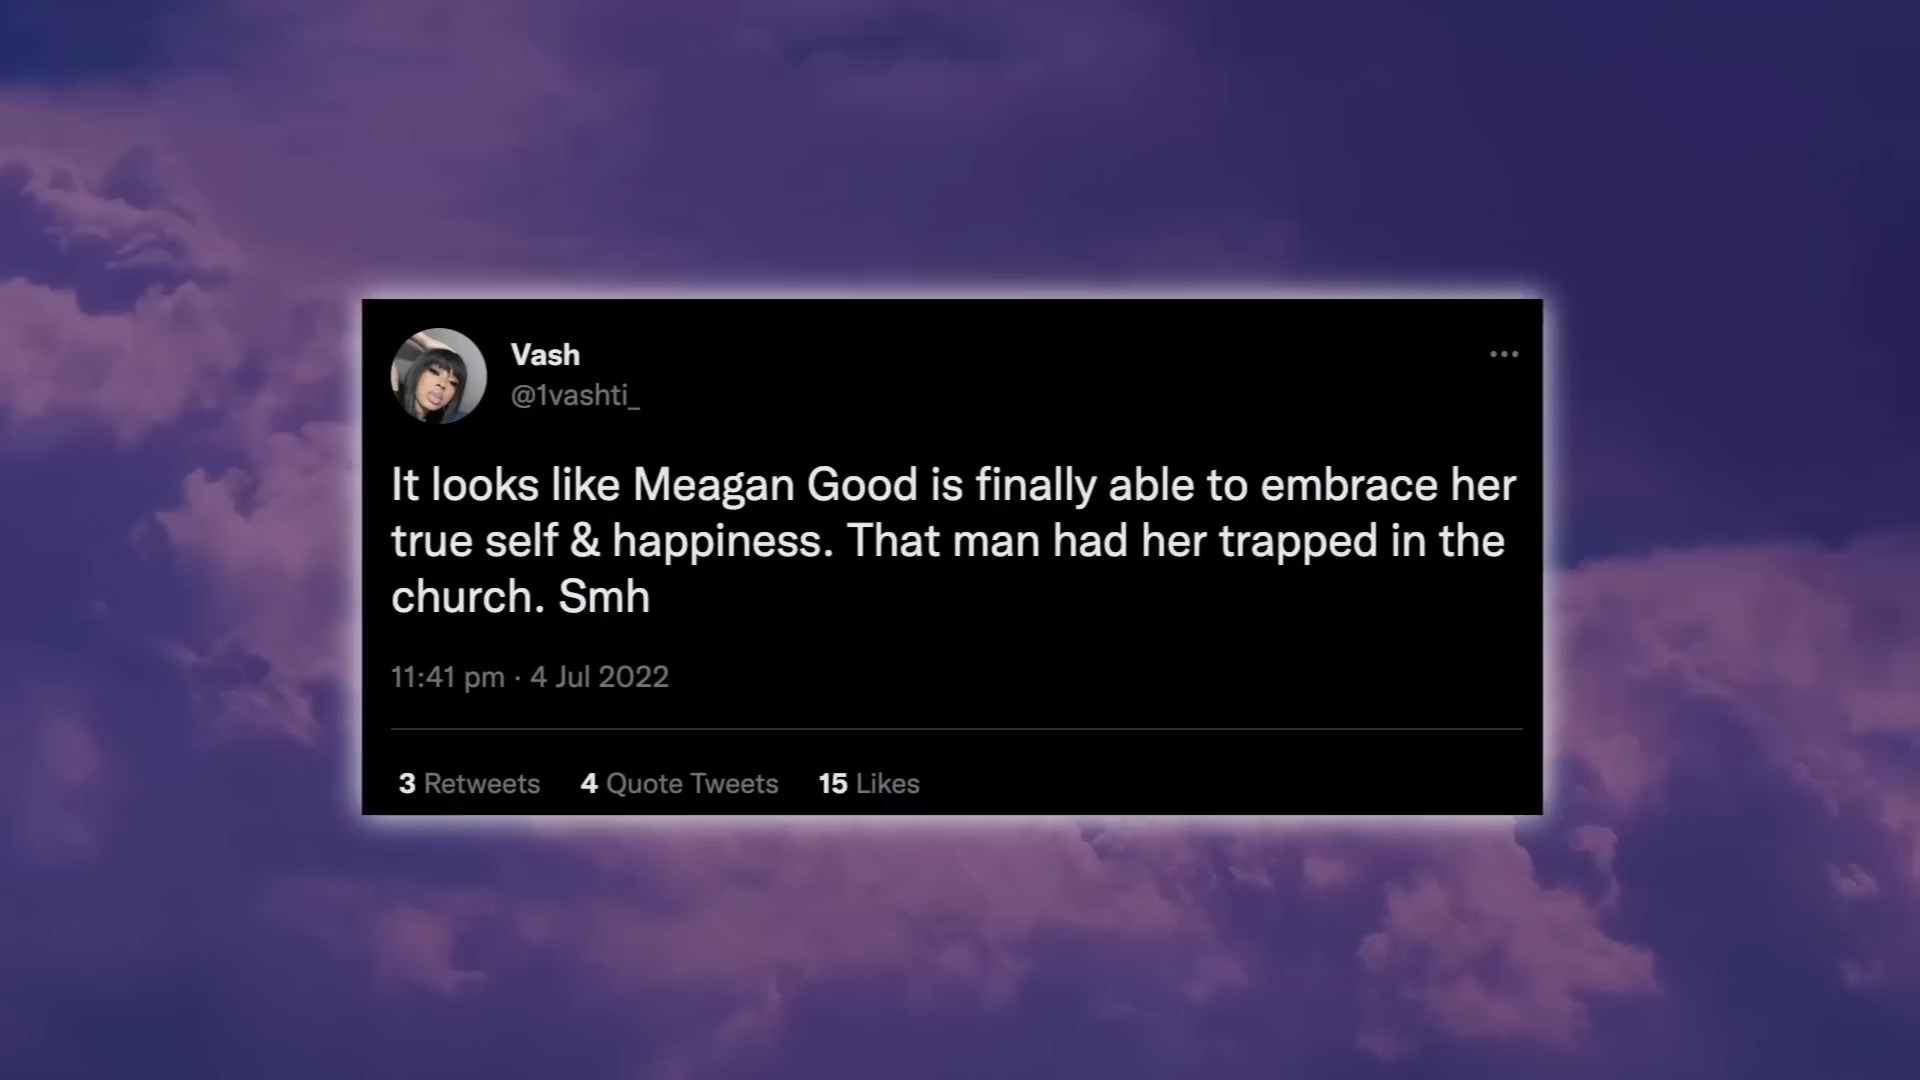 Vash
@1vashti_
It looks like Meagan Good is finally able to embrace her
true self & happiness. That man had her trapped in the
church. Smh
11:41 pm · 4 Jul 2022
3 Retweets 4 Quote Tweets 15 Likes